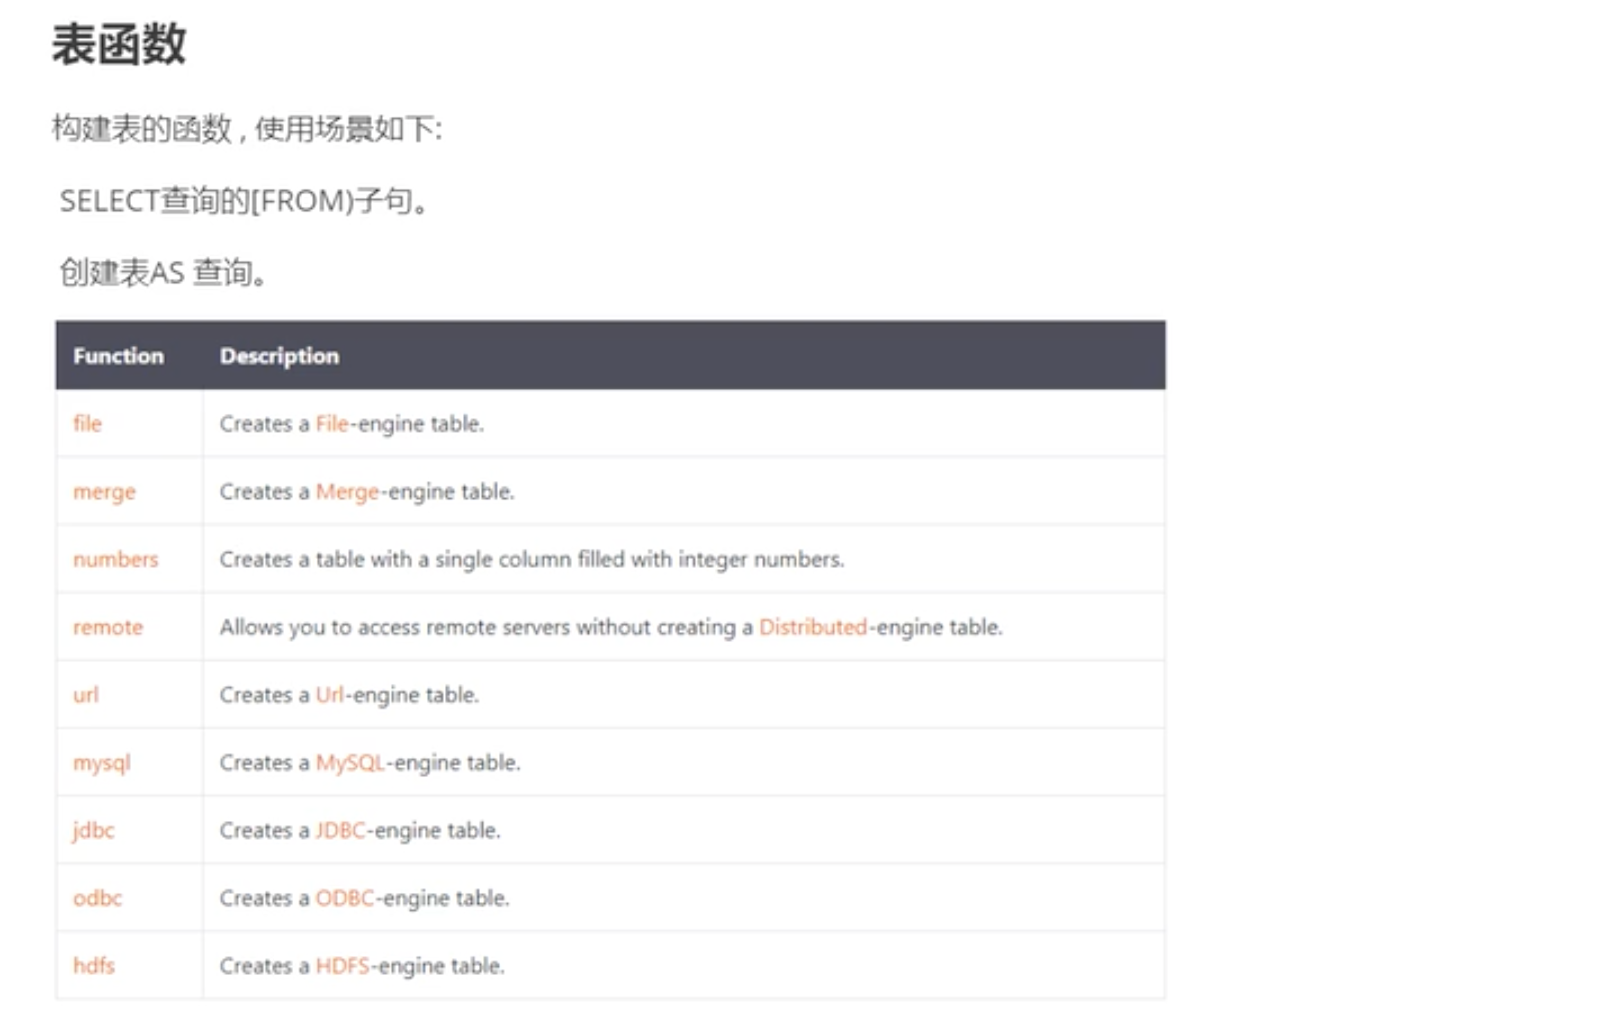 表函数
构建表的函数 , 使用场景如下:
SELECT查询的[FROM)子句。
创建表AS 查询。
Function Description
file Creates a File-engine table.
merge Creates a Merge-engine table.
numbers Creates a table with a single column filled with integer numbers.
remote Allows you to access remote servers without creating a Distributed-engine table.
url Creates a Url-engine table.
mysql Creates a MySQL-engine table.
jdbc Creates a JDBC-engine table.
odbc Creates a ODBC-engine table.
hdfs Creates a HDFS-engine table.